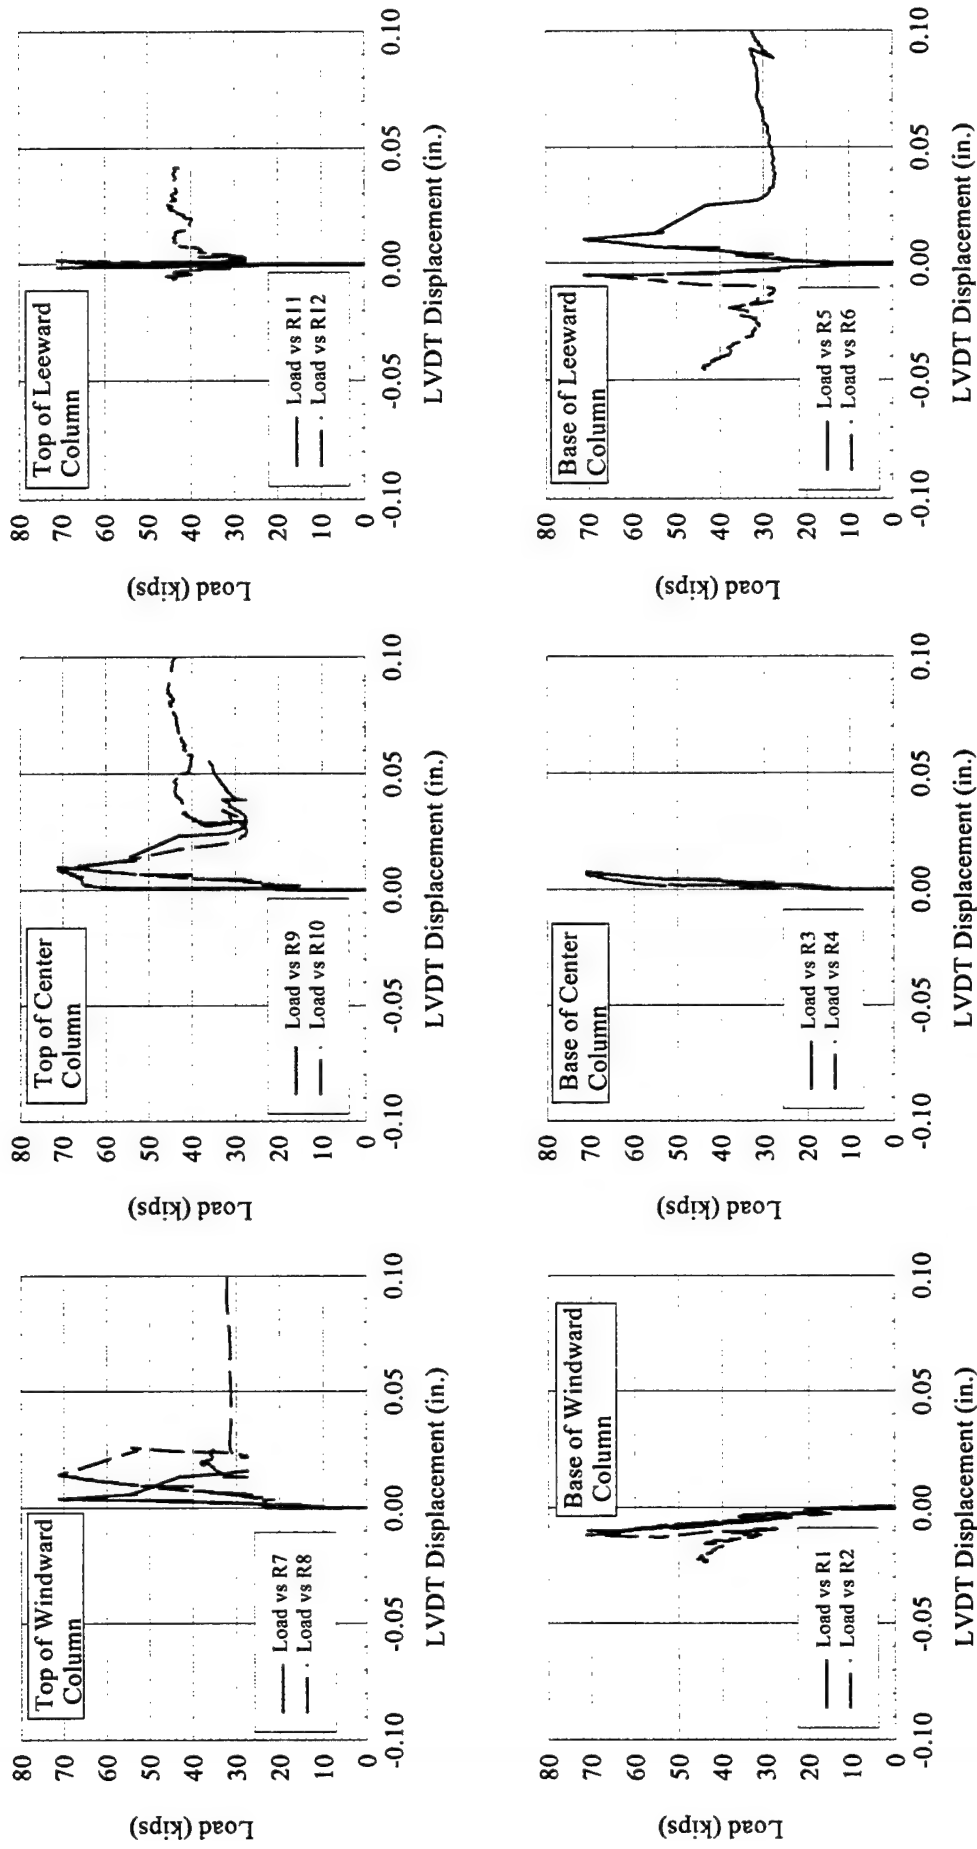 Top of Windward
Column
Load vs R7
Load vs R8
80
70
60
50
40
30
20
10
0
Load (kips)
-0.10
-0.05
0.00
0.05
0.10
LVDT Displacement (in.)
Top of Center
Column
Load vs R9
Load vs R10
80
70
60
50
40
30
20
10
0
Load (kips)
-0.10
-0.05
0.00
0.05
0.10
LVDT Displacement (in.)
Top of Leeward
Column
Load vs R11
Load vs R12
80
70
60
50
40
30
20
10
0
Load (kips)
-0.10
-0.05
0.00
0.05
0.10
LVDT Displacement (in.)
Base of Windward
Column
Load vs R1
Load vs R2
80
70
60
50
40
30
20
10
0
Load (kips)
-0.10
-0.05
0.00
0.05
0.10
LVDT Displacement (in.)
Base of Center
Column
Load vs R3
Load vs R4
80
70
60
50
40
30
20
10
0
Load (kips)
-0.10
-0.05
0.00
0.05
0.10
LVDT Displacement (in.)
Base of Leeward
Column
Load vs R5
Load vs R6
80
70
60
50
40
30
20
10
0
Load (kips)
-0.10
-0.05
0.00
0.05
0.10
LVDT Displacement (in.)